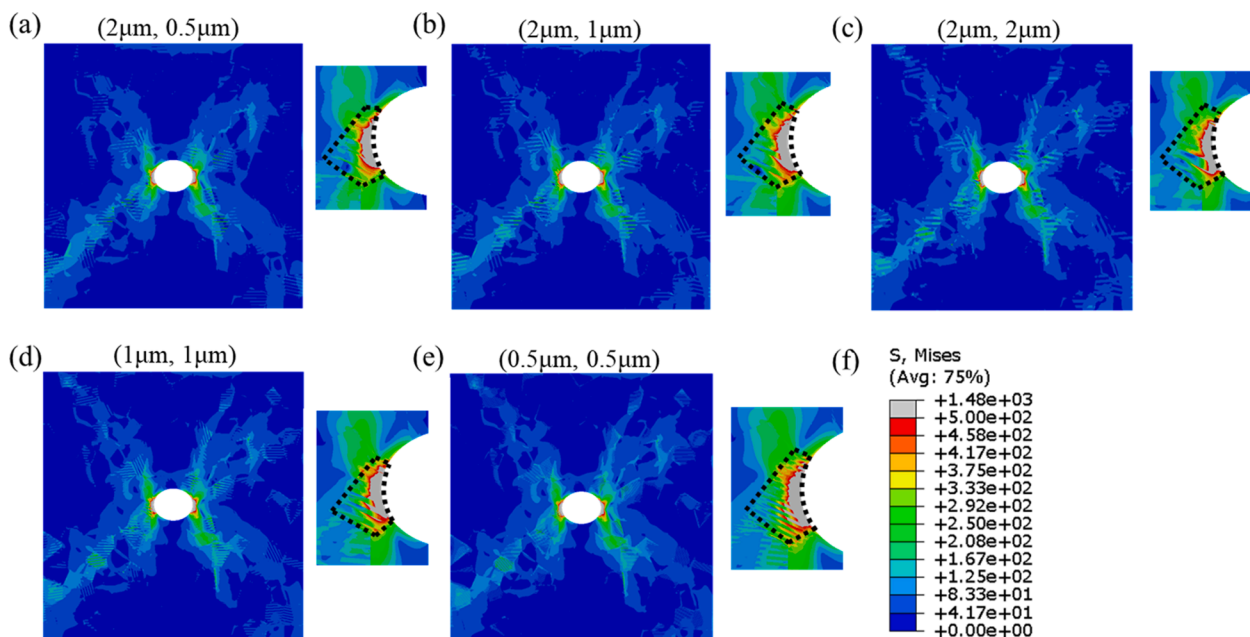 (a) (2μm, 0.5μm) (b) (2μm, 1μm) (c) (2μm, 2μm)
(d) (1μm, 1μm) (e) (0.5μm, 0.5μm) (f)
S, Mises
(Avg: 75%)
+1.48e+03
+5.00e+02
+4.58e+02
+4.17e+02
+3.75e+02
+3.33e+02
+2.92e+02
+2.50e+02
+2.08e+02
+1.67e+02
+1.25e+02
+8.33e+01
+4.17e+01
+0.00e+00